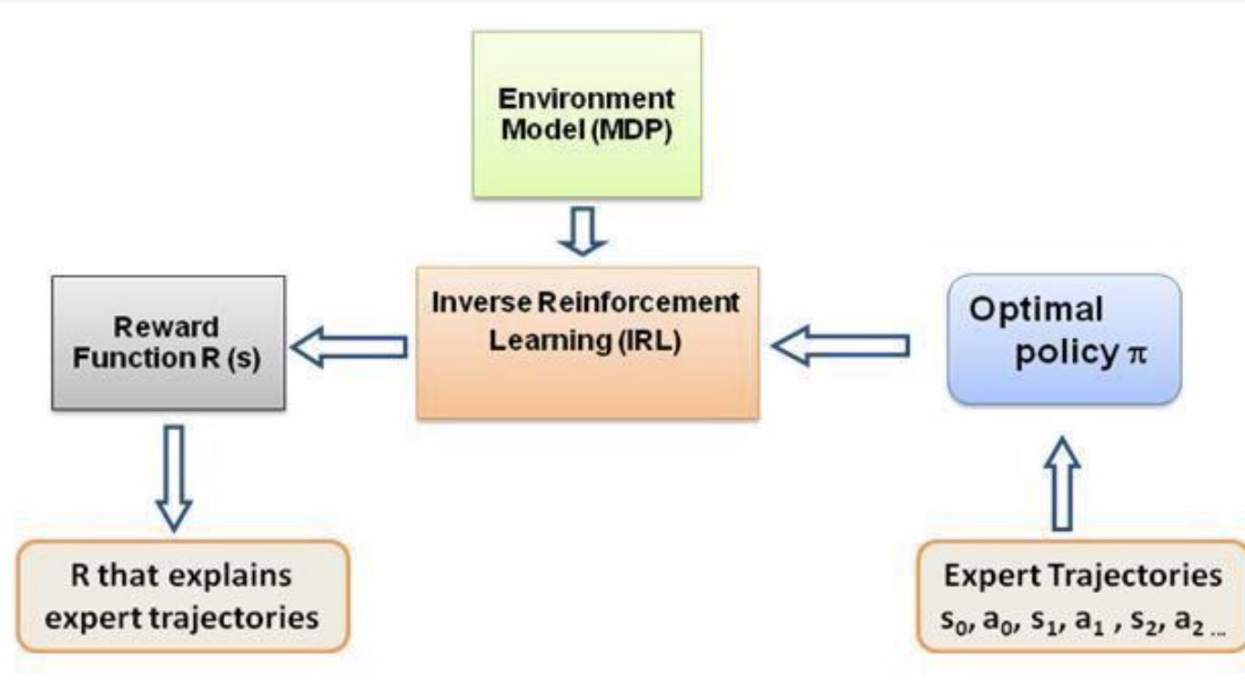 Environment
Model (MDP)
Inverse Reinforcement
Learning (IRL)
Reward
Function R (s)
Optimal
policy π
R that explains
expert trajectories
Expert Trajectories
s₀, a₀, s₁, a₁ , s₂, a₂ ...